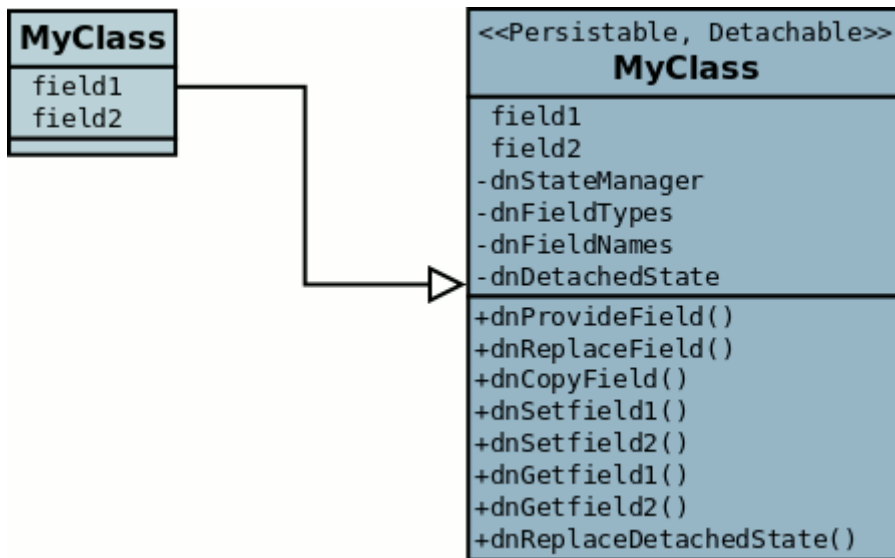 MyClass
field1
field2
<<Persistable, Detachable>>
MyClass
field1
field2
-dnStateManager
-dnFieldTypes
-dnFieldNames
-dnDetachedState
+dnProvideField()
+dnReplaceField()
+dnCopyField()
+dnSetfield1()
+dnSetfield2()
+dnGetfield1()
+dnGetfield2()
+dnReplaceDetachedState()